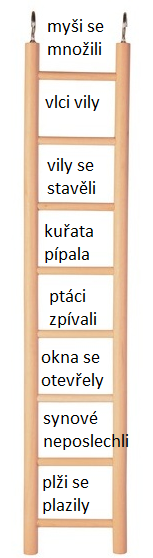 myši se
množili
vlci vily
vily se
stavěli
kuřata
pípala
ptáci
zpívali
okna se
otevřely
synové
neposlechli
plži se
plazily